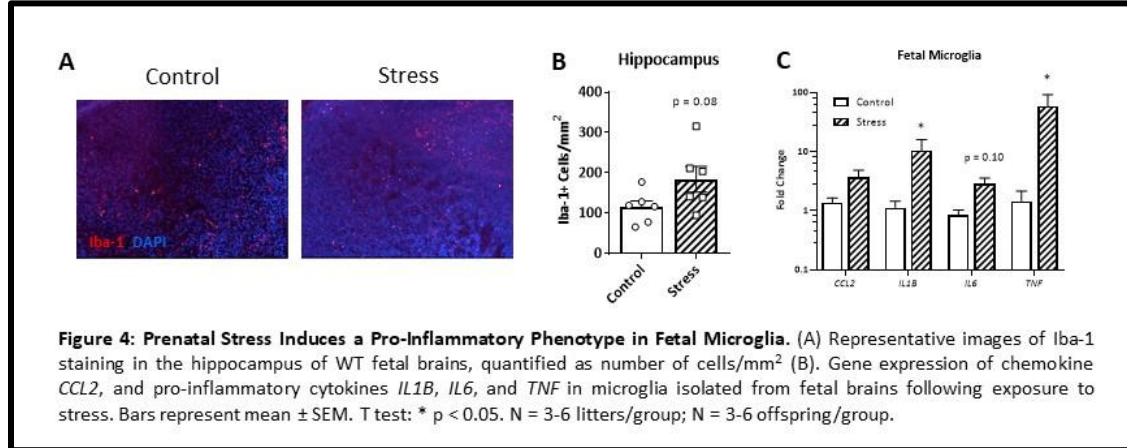 A
Control
Stress
Iba-1 DAPI
B
Hippocampus
Iba-1+ Cells/mm²
400
300
200
100
0
p = 0.08
Control
Stress
C
Fetal Microglia
Fold Change
100
10
1
0.1
Control
Stress
*
p = 0.10
*
CCL2
IL1B
IL6
TNF
Figure 4: Prenatal Stress Induces a Pro-Inflammatory Phenotype in Fetal Microglia. (A) Representative images of Iba-1
staining in the hippocampus of WT fetal brains, quantified as number of cells/mm² (B). Gene expression of chemokine
CCL2, and pro-inflammatory cytokines IL1B, IL6, and TNF in microglia isolated from fetal brains following exposure to
stress. Bars represent mean ± SEM. T test: * p < 0.05. N = 3-6 litters/group; N = 3-6 offspring/group.